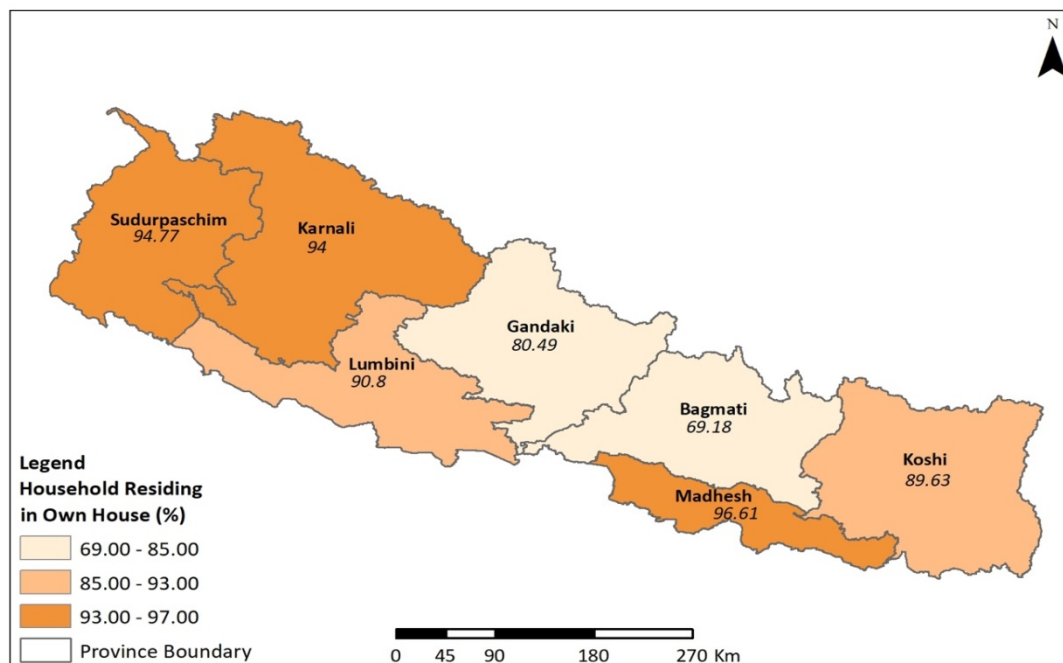 N
Sudurpaschim
94.77
Karnali
94
Gandaki
80.49
Lumbini
90.8
Bagmati
69.18
Koshi
89.63
Madhesh
96.61
Legend
Household Residing
in Own House (%)
69.00 - 85.00
85.00 - 93.00
93.00 - 97.00
Province Boundary
0 45 90 180 270 Km